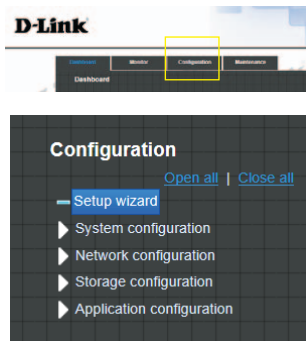 D-Link
Dashboard Monitor Configuration Maintenance
Dashboard
Configuration
Open all | Close all
Setup wizard
System configuration
Network configuration
Storage configuration
Application configuration